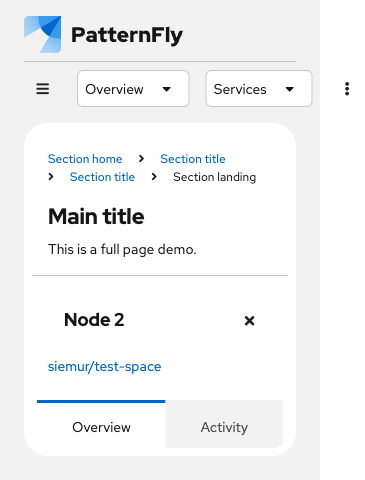 PatternFly
Overview Services
Section home Section title
Section title Section landing
Main title
This is a full page demo.
Node 2
siemur/test-space
Overview Activity